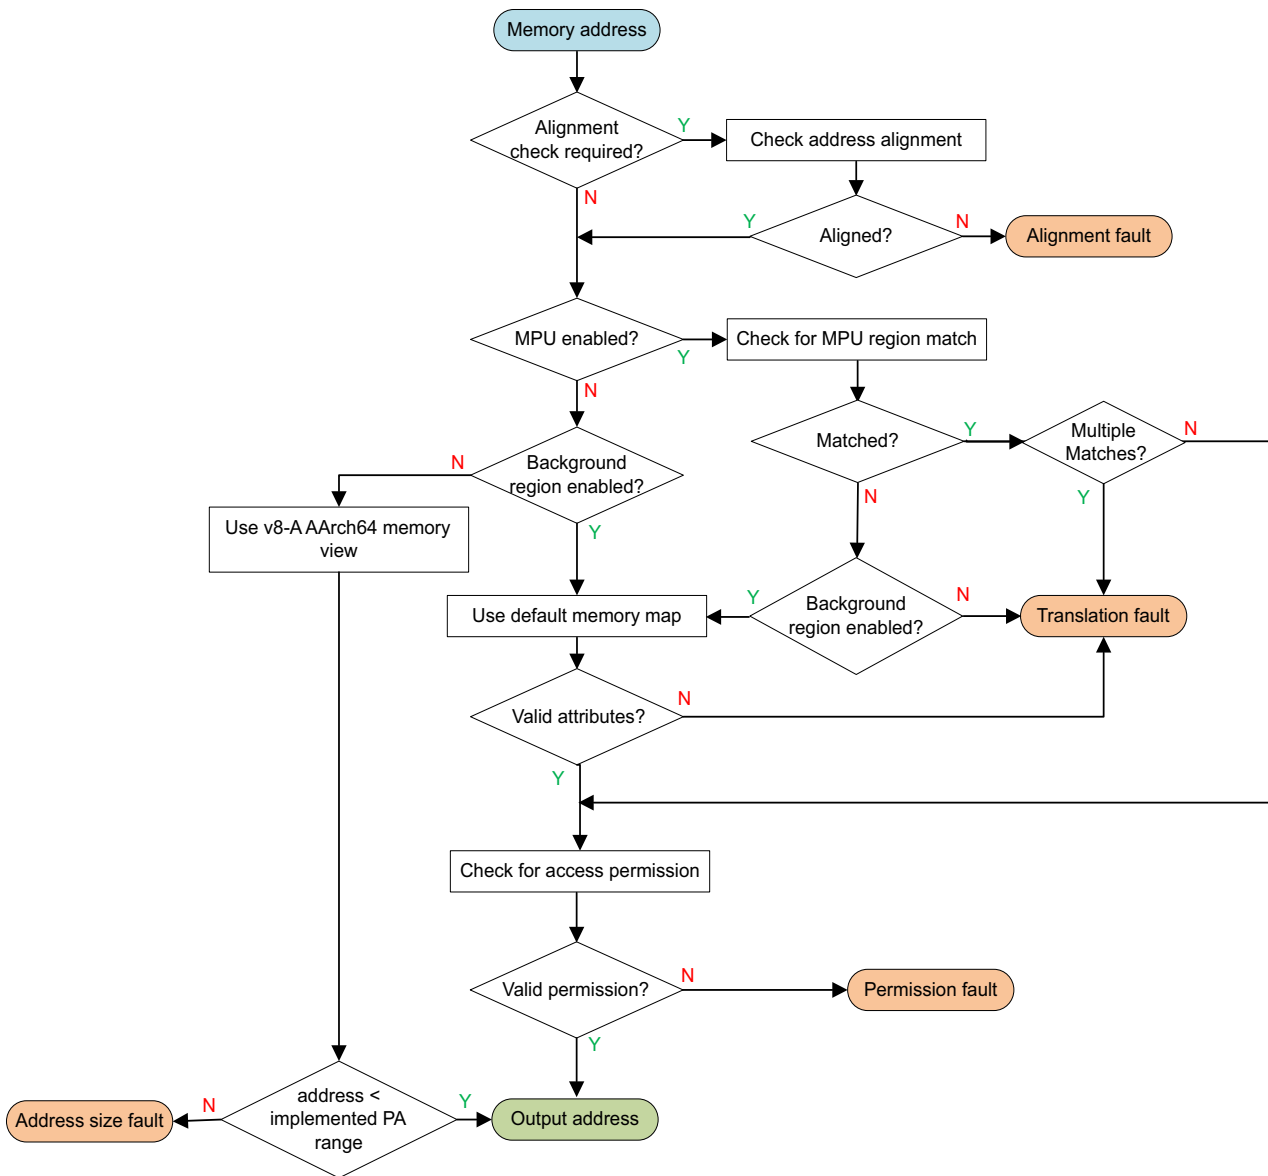 Memory address
Alignment
check required?
Y
Check address alignment
N
Y
Aligned?
N
Alignment fault
MPU enabled?
Y
Check for MPU region match
N
Matched?
Y
Multiple
Matches?
N
N
Background
region enabled?
N
Y
Use v8-A AArch64 memory
view
Y
Use default memory map
Y
Background
region enabled?
N
Translation fault
Valid attributes?
N
Y
Check for access permission
Valid permission?
N
Permission fault
Y
Address size fault
N
address <
implemented PA
range
Y
Output address